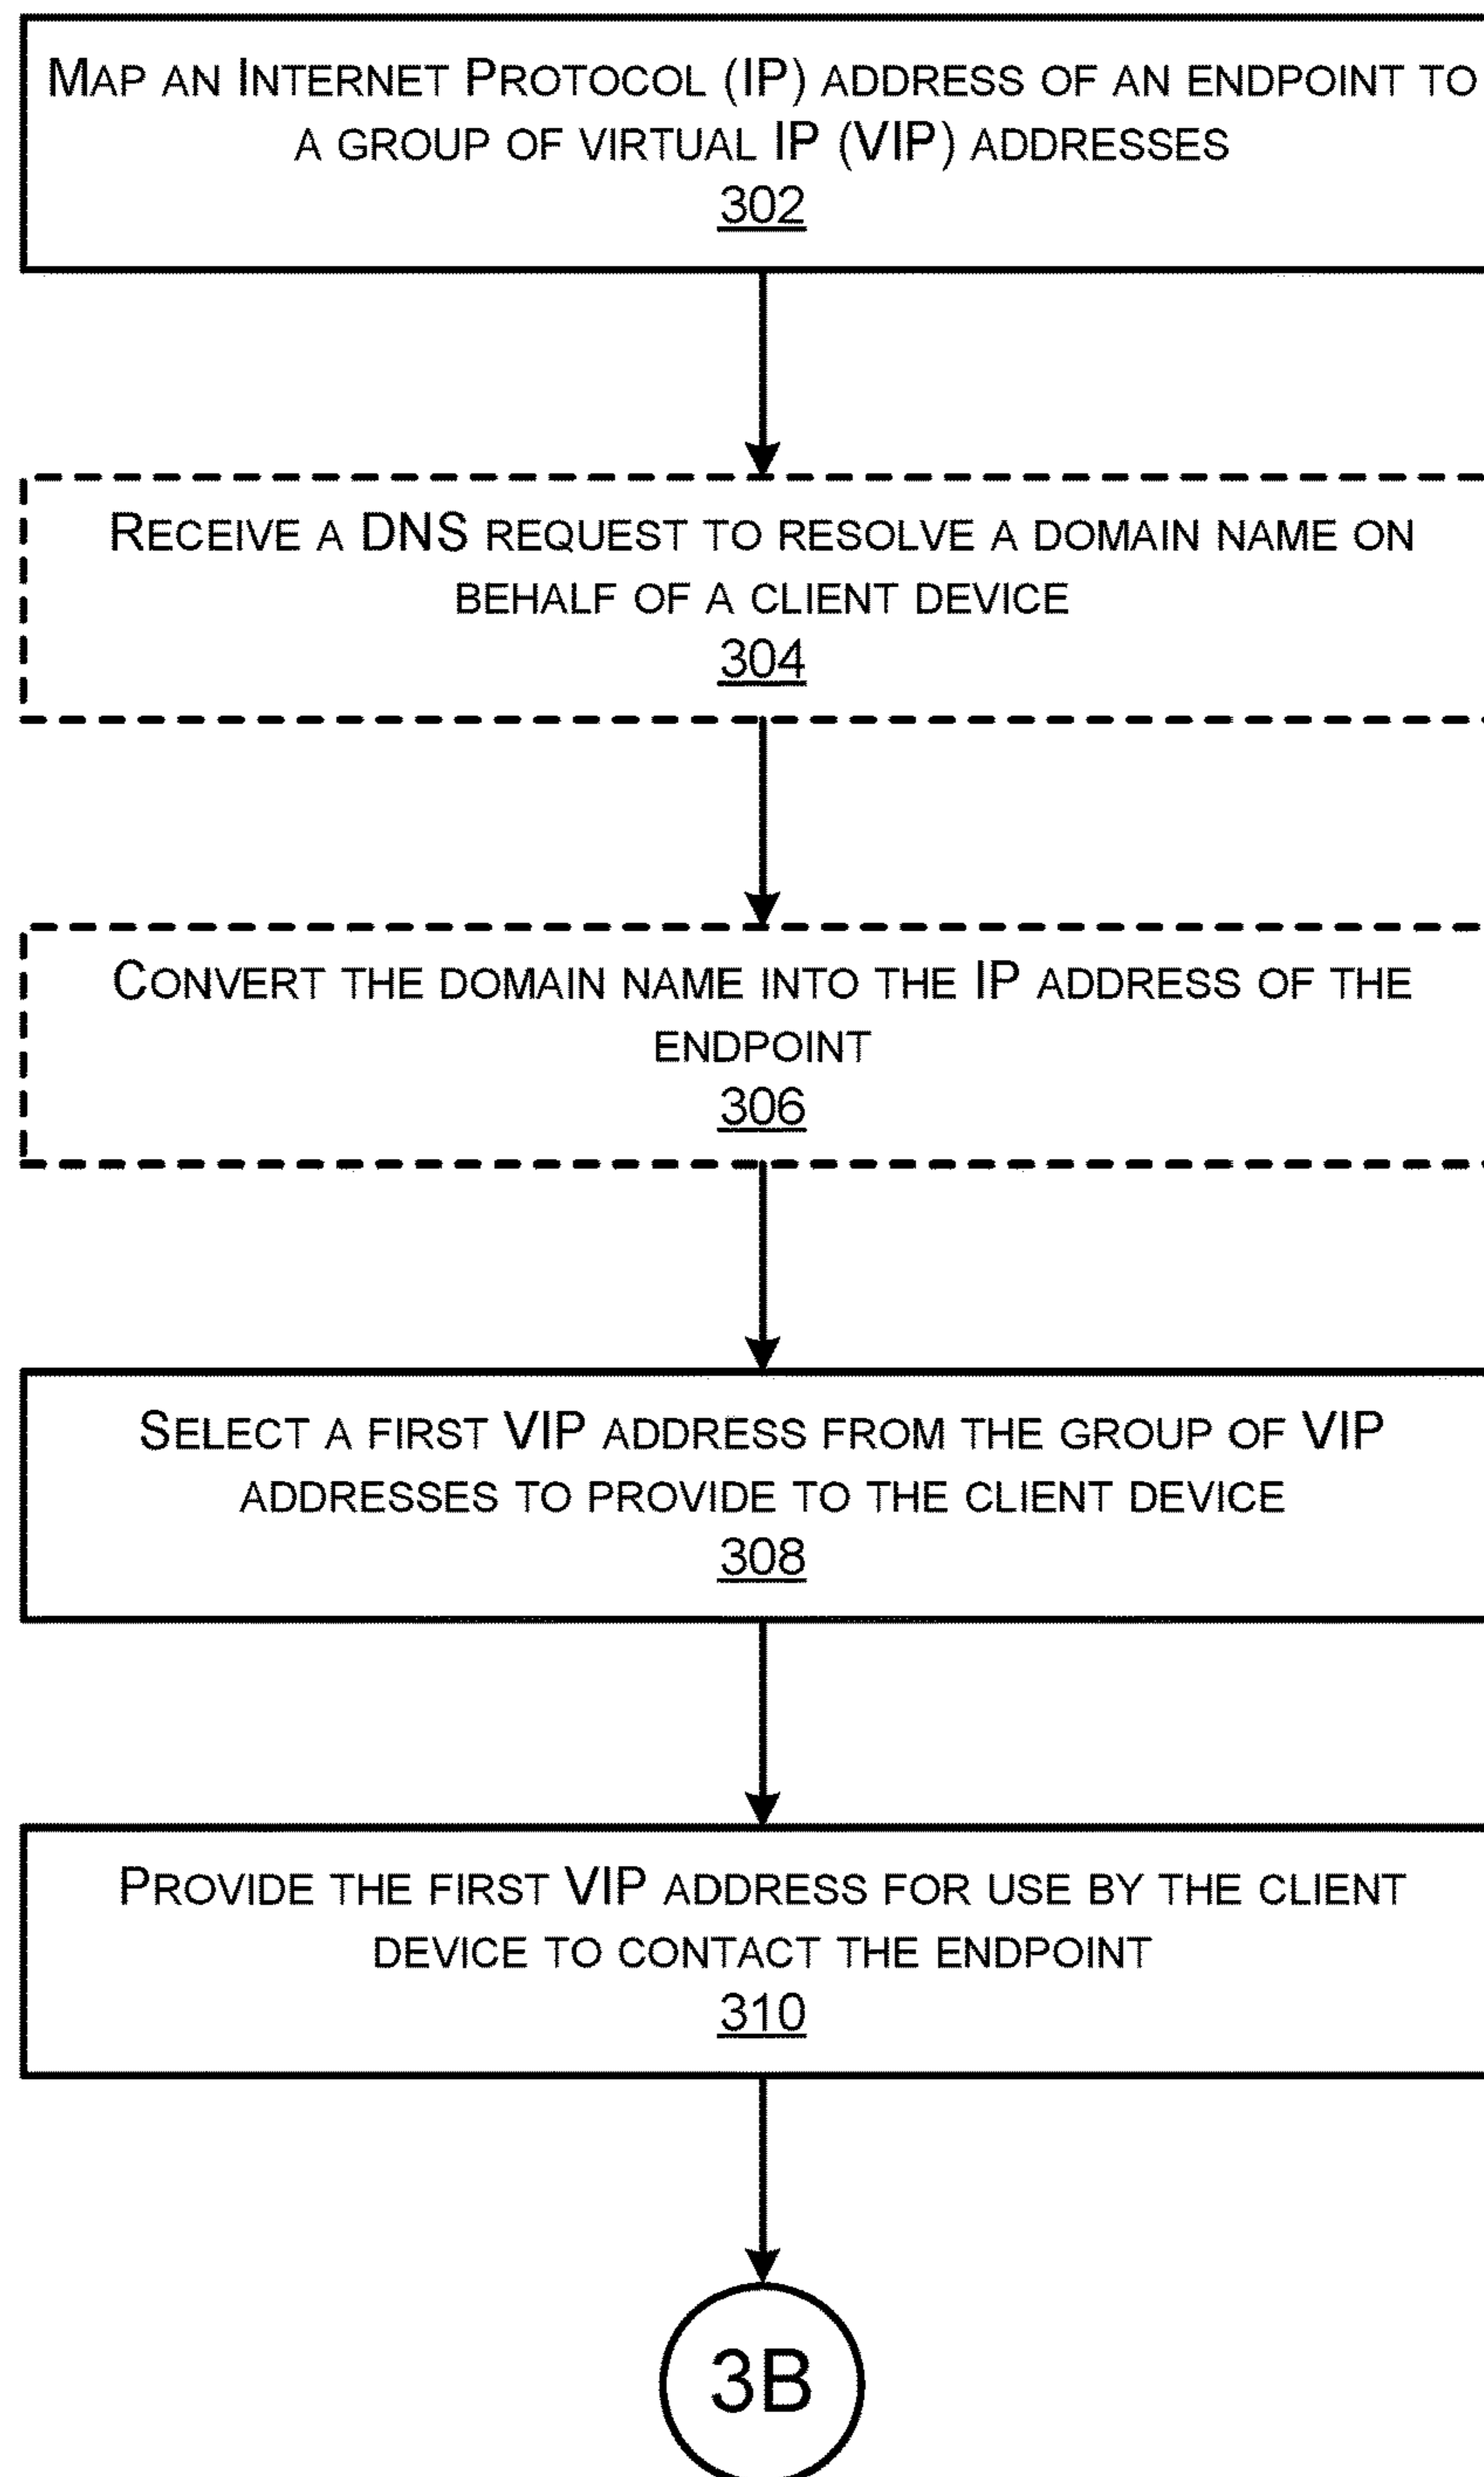 Map an Internet Protocol (IP) address of an endpoint to
a group of virtual IP (VIP) addresses
302
Receive a DNS request to resolve a domain name on
behalf of a client device
304
Convert the domain name into the IP address of the
endpoint
306
Select a first VIP address from the group of VIP
addresses to provide to the client device
308
Provide the first VIP address for use by the client
device to contact the endpoint
310
3B